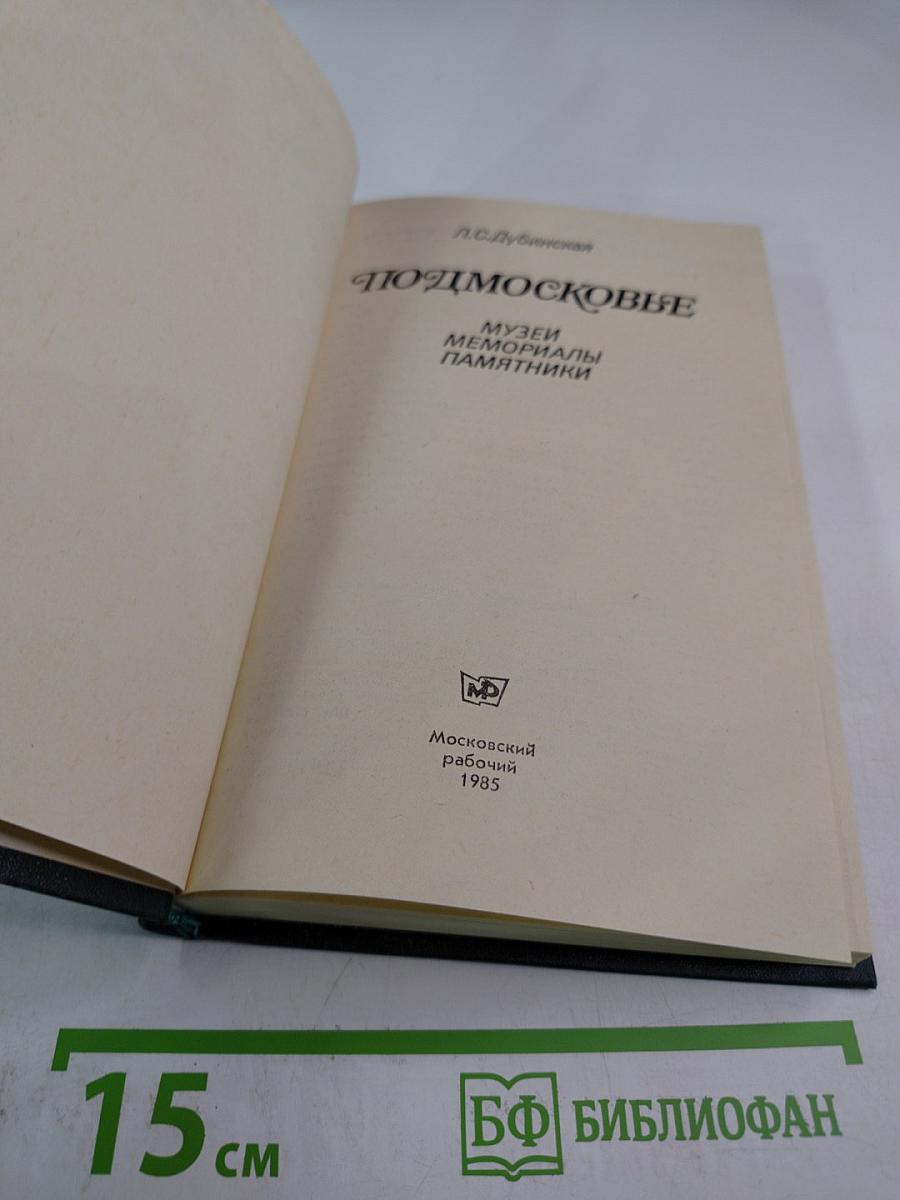 Л.С.Дубинская
ПОДМОСКОВЬЕ
МУЗЕИ
МЕМОРИАЛЫ
ПАМЯТНИКИ
МР
Московский
рабочий
1985
15 см
БФ БИБЛИОФАН